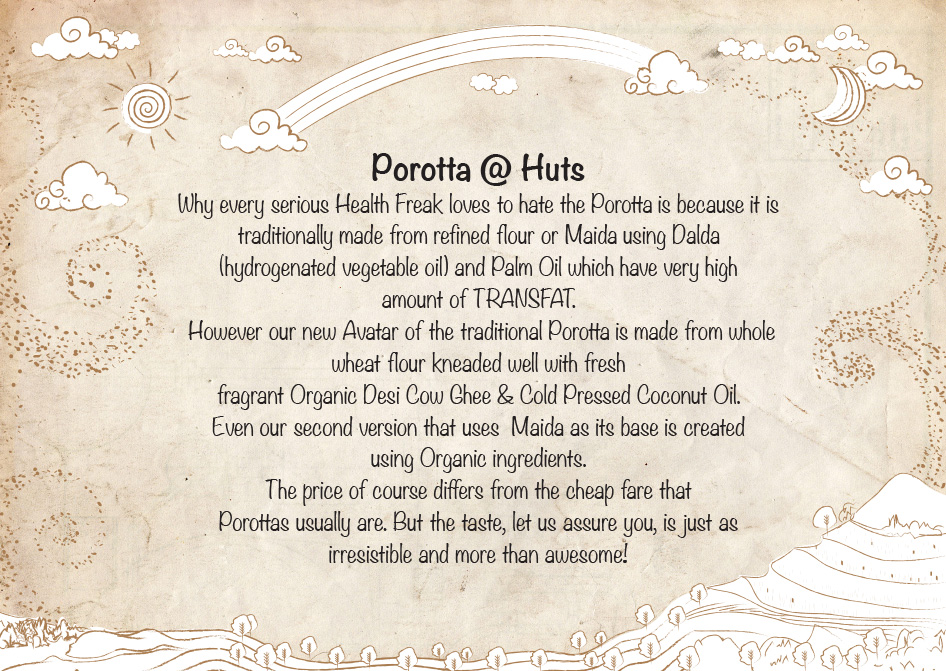 Porotta @ Huts
Why every serious Health Freak loves to hate the Porotta is because it is
traditionally made from refined flour or Maida using Dalda
(hydrogenated vegetable oil) and Palm Oil which have very high
amount of TRANSFAT.
However our new Avatar of the traditional Porotta is made from whole
wheat flour kneaded well with fresh
fragrant Organic Desi Cow Ghee & Cold Pressed Coconut Oil.
Even our second version that uses Maida as its base is created
using Organic ingredients.
The price of course differs from the cheap fare that
Porottas usually are. But the taste, let us assure you, is just as
irresistible and more than awesome!